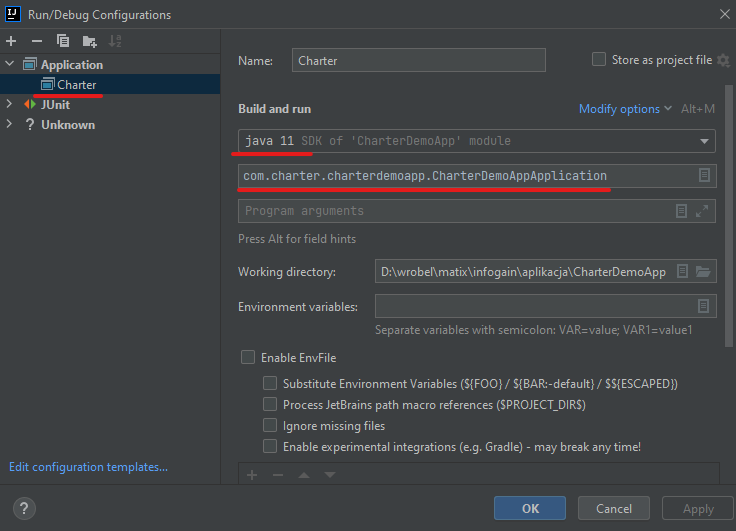 Run/Debug Configurations
Application
Charter
JUnit
? Unknown
Edit configuration templates...
Name: Charter Store as project file
Build and run Modify options Alt+M
java 11 SDK of 'CharterDemoApp' module
com.charter.charterdemoapp.CharterDemoAppApplication
Program arguments
Press Alt for field hints
Working directory: D:\wrobel\matix\infogain\aplikacja\CharterDemoApp
Environment variables:
Separate variables with semicolon: VAR=value; VAR1=value1
Enable EnvFile
Substitute Environment Variables (${FOO} / ${BAR:-default} / $${ESCAPED})
Process JetBrains path macro references ($PROJECT_DIR$)
Ignore missing files
Enable experimental integrations (e.g. Gradle) - may break any time!
? OK Cancel Apply